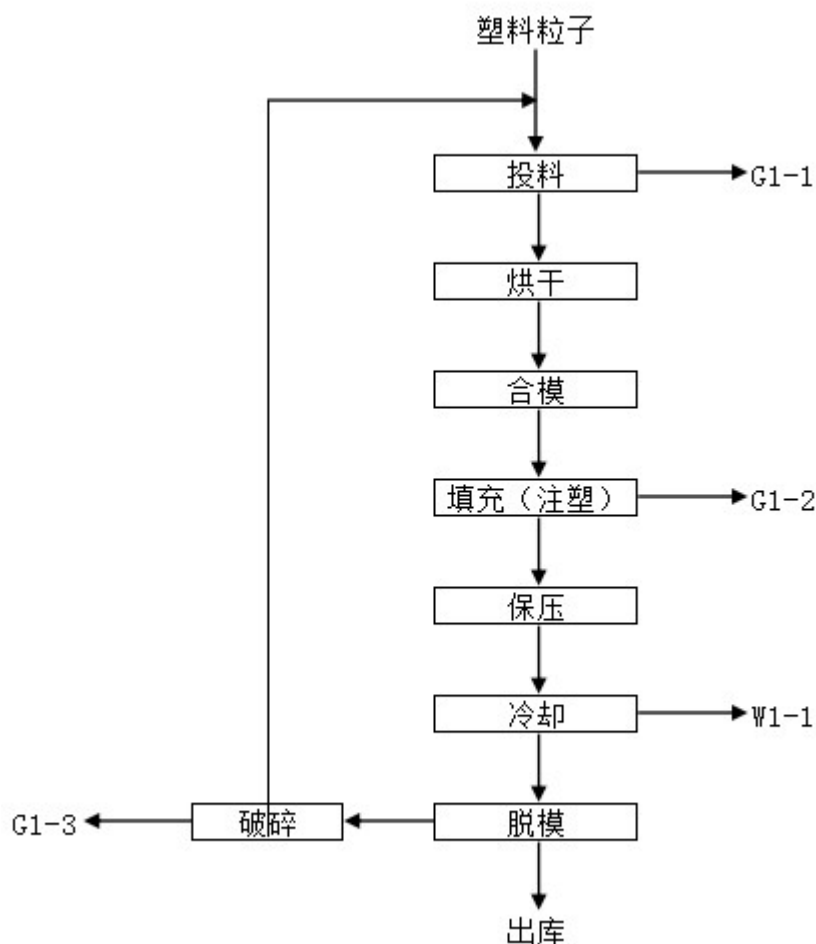 塑料粒子
投料
G1-1
烘干
合模
填充（注塑）
G1-2
保压
冷却
W1-1
G1-3
破碎
脱模
出库